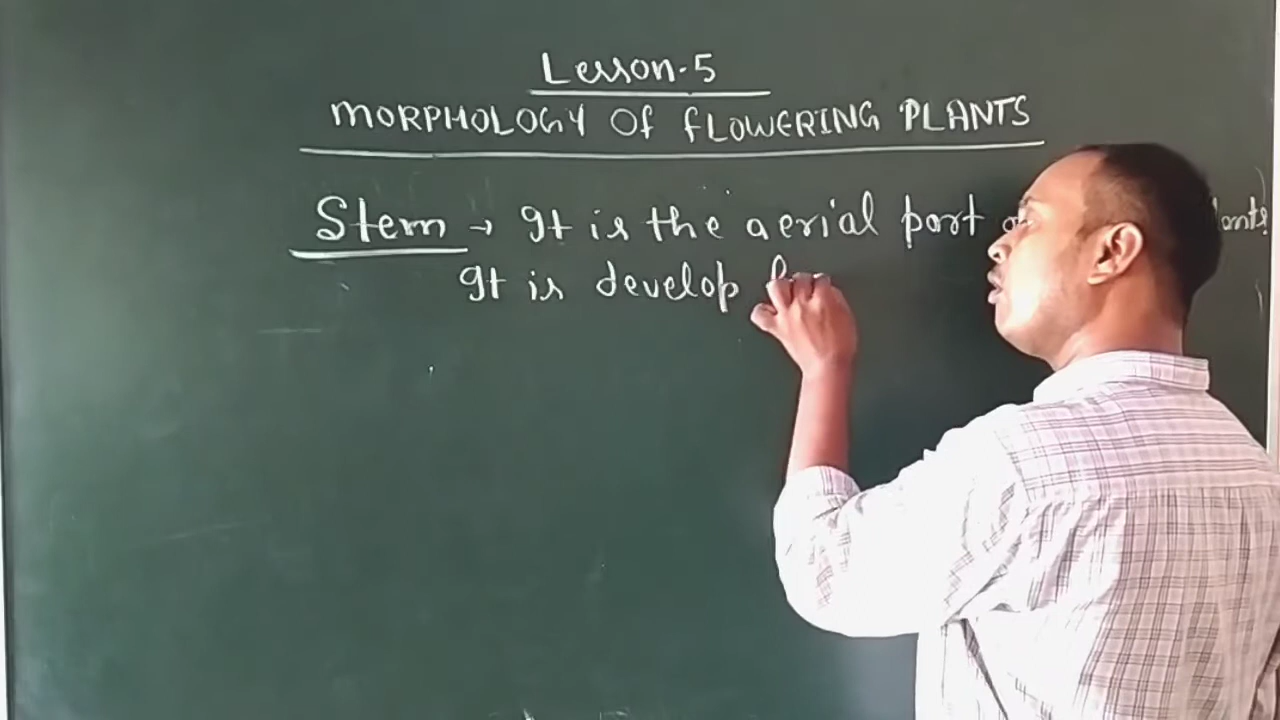 Lesson-5
MORPHOLOGY OF FLOWERING PLANTS
Stem → It is the aerial part
It is develop